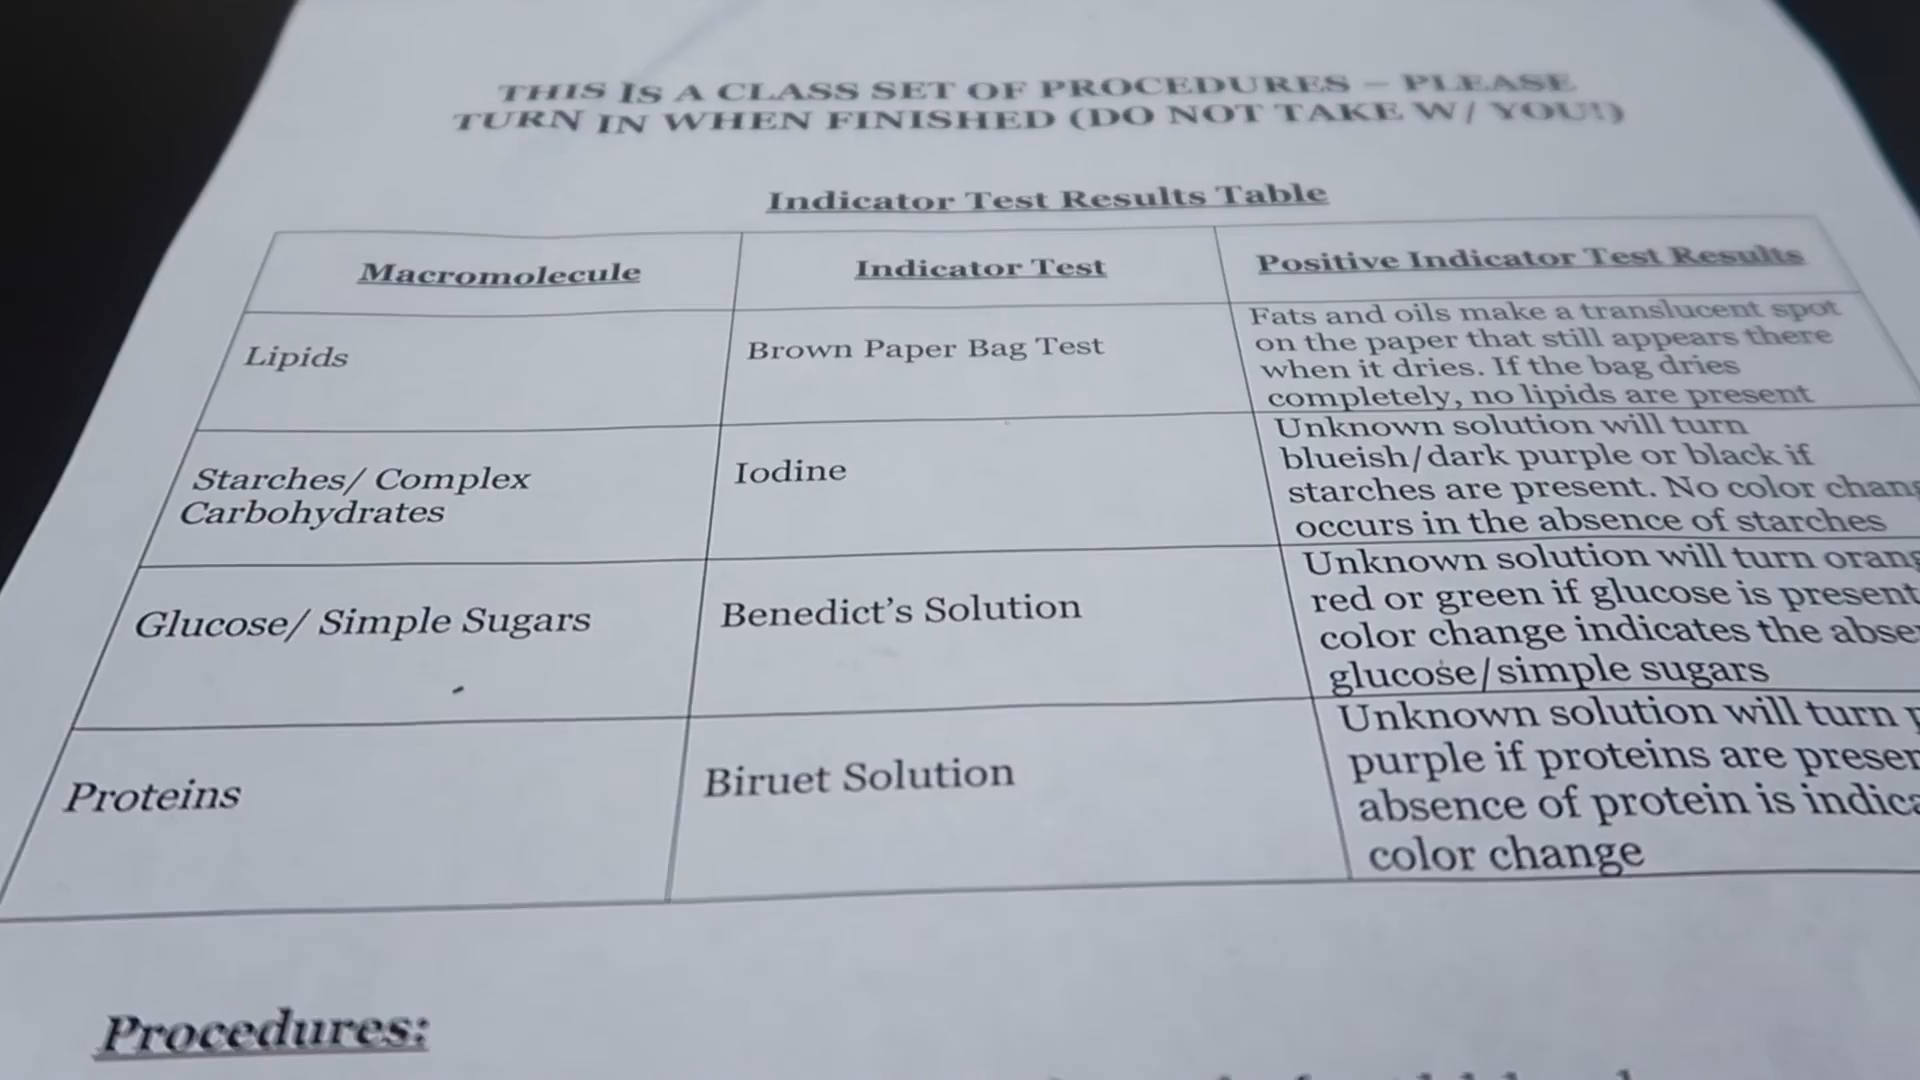 THIS IS A CLASS SET OF PROCEDURES – PLEASE
TURN IN WHEN FINISHED (DO NOT TAKE W/ YOU!)
Indicator Test Results Table
Macromolecule
Indicator Test
Positive Indicator Test Results
Lipids
Brown Paper Bag Test
Fats and oils make a translucent spot
on the paper that still appears there
when it dries. If the bag dries
completely, no lipids are present
Starches/ Complex
Carbohydrates
Iodine
Unknown solution will turn
blueish/dark purple or black if
starches are present. No color
occurs in the absence of starches
Glucose/ Simple Sugars
Benedict's Solution
Unknown solution will turn
red or green if glucose is present
color change indicates the
glucose/simple sugars
Proteins
Biruet Solution
Unknown solution will turn
purple if proteins are
absence of protein is
color change
Procedures: